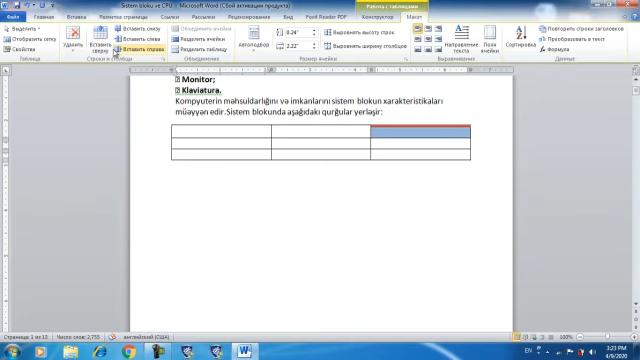 Sistem bloku ve CPU - Microsoft Word (Сбой активации продукта)
Работа с таблицами
Главная
Вставка
Разметка страницы
Ссылки
Рассылки
Рецензирование
Вид
Foxit Reader PDF
Конструктор
Макет
Выделить
Отобразить сетку
Свойства
Таблица
Удалить
Вставить сверху
Вставить снизу
Вставить слева
Вставить справа
Строки и столбцы
Объединить ячейки
Разделить ячейки
Разделить таблицу
Объединение
Автоподбор
0.24"
2.22"
Выровнять высоту строк
Выровнять ширину столбцов
Размер ячейки
Направление текста
Поля ячейки
Выравнивание
Сортировка
Повторить строки заголовков
Преобразовать в текст
Формула
Данные
Monitor;
Klaviatura.
Kompuyterin məhsuldarlığını və imkanlarını sistem blokun xarakteristikaları
müəyyən edir.Sistem blokunda aşağıdakı qurğular yerləşir:
Страница: 1 из 13
Число слов: 2,755
английский (США)
100%
EN
3:23 PM
4/9/2020